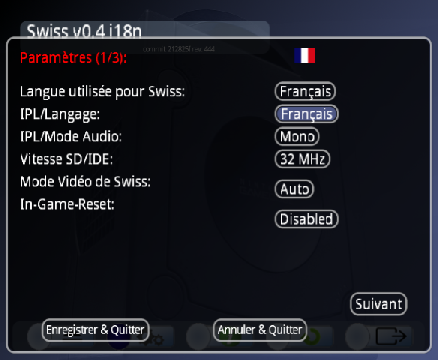 Swiss v0.4 i18n
Paramètres (1/3):
Langue utilisée pour Swiss: Français
IPL/Langage: Français
IPL/Mode Audio: Mono
Vitesse SD/IDE: 32 MHz
Mode Vidéo de Swiss: Auto
In-Game-Reset: Disabled
Suivant
Enregistrer & Quitter Annuler & Quitter